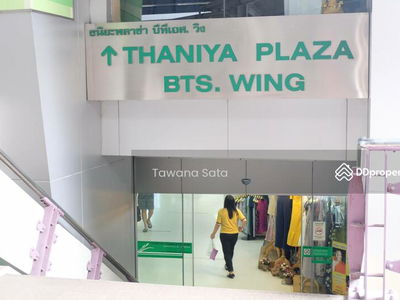 ธนิยะพลาซ่า บีทีเอส. วิง
↑ THANIYA PLAZA
BTS. WING
Tawana Sata
DDproperty